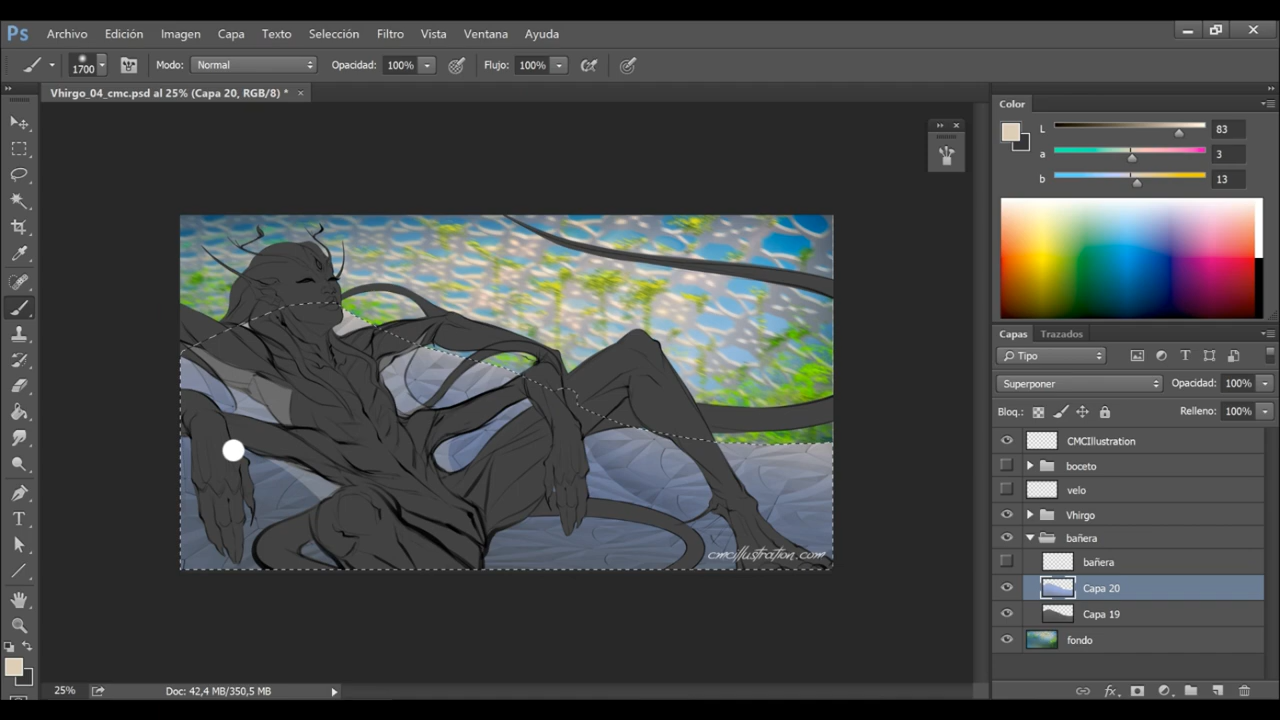 Ps Archivo Edición Imagen Capa Texto Selección Filtro Vista Ventana Ayuda
1700 Modo: Normal Opacidad: 100% Flujo: 100%
Vhirgo_04_cmc.psd al 25% (Capa 20, RGB/8) * ×
Color
L 83
a 3
b 13
Capas Trazados
Tipo
Superponer Opacidad: 100%
Bloq.: Relleno: 100%
CMCIllustration
boceto
velo
Vhirgo
bañera
bañera
Capa 20
Capa 19
fondo
cmcillustration.com
25% Doc: 42,4 MB/350,5 MB